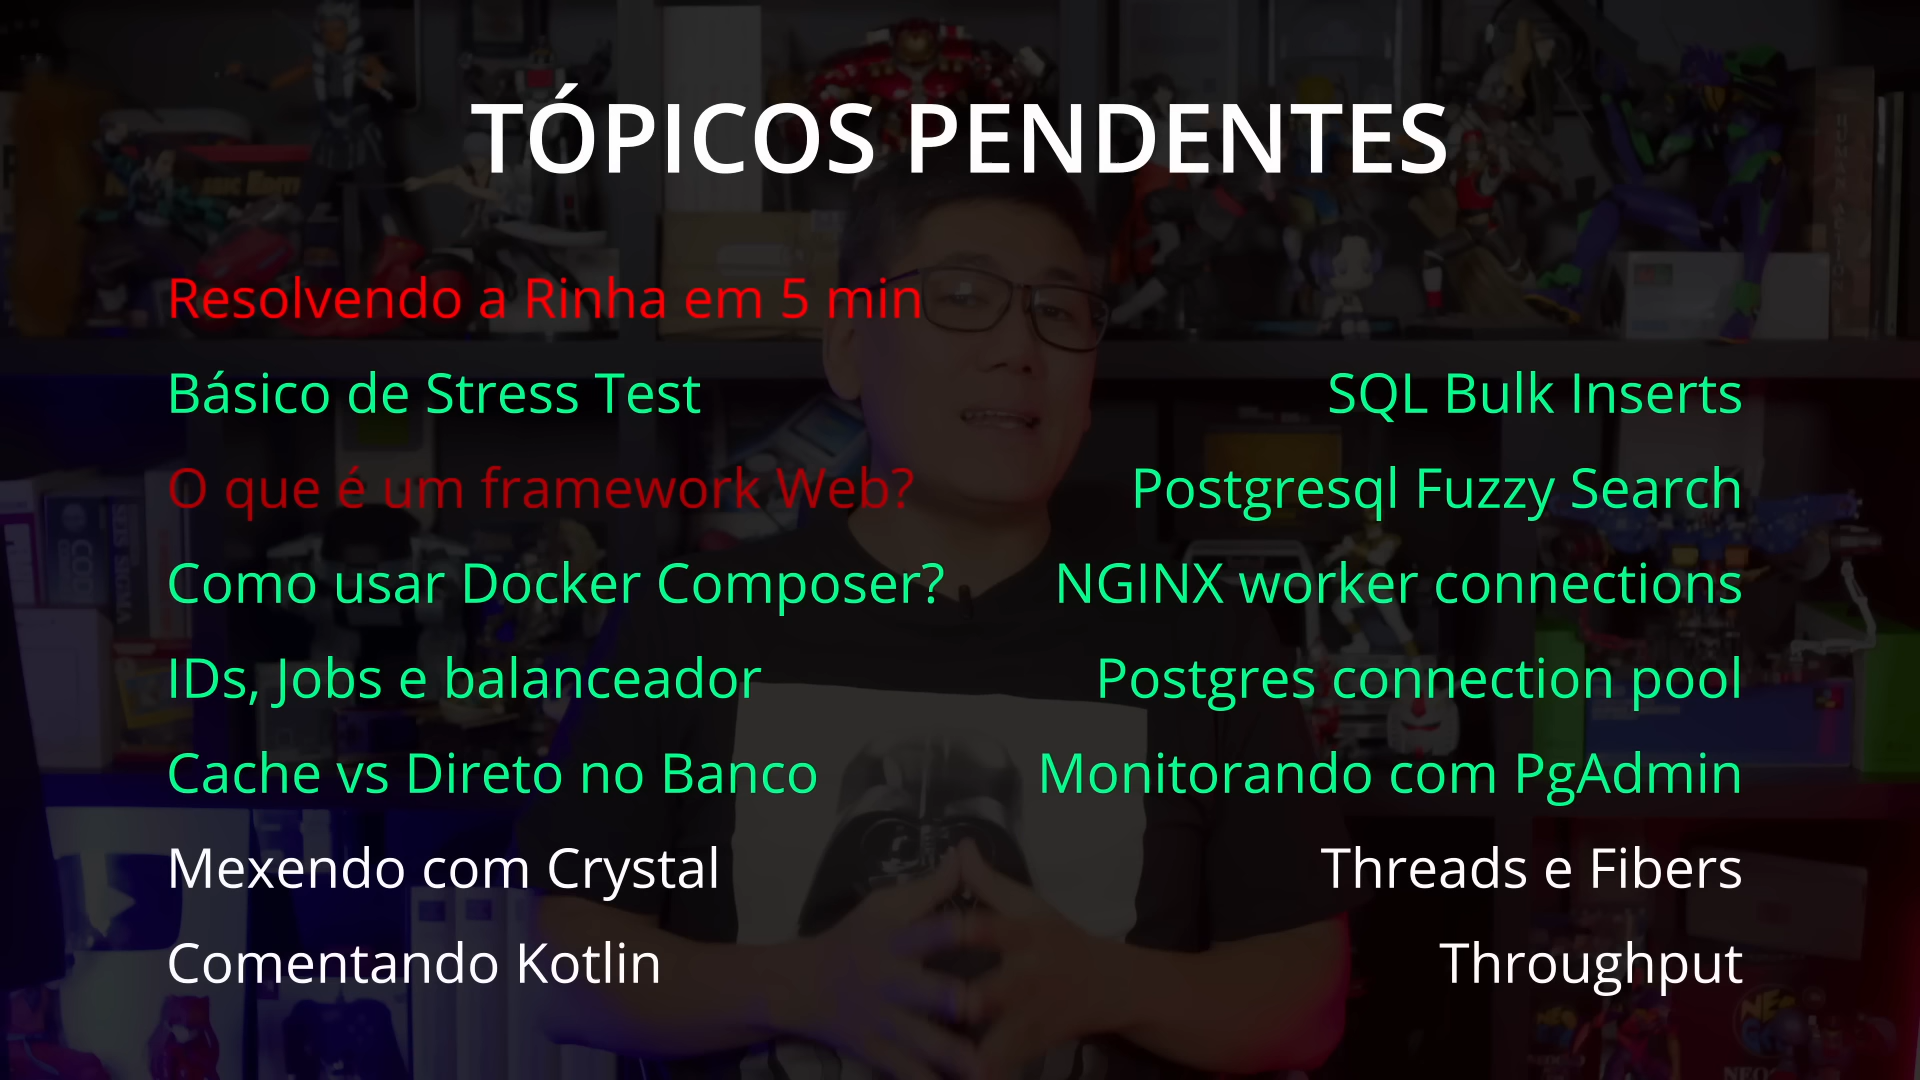 TÓPICOS PENDENTES
Resolvendo a Rinha em 5 min
Básico de Stress Test
O que é um framework Web?
Como usar Docker Composer?
IDs, Jobs e balanceador
Cache vs Direto no Banco
Mexendo com Crystal
Comentando Kotlin
SQL Bulk Inserts
Postgresql Fuzzy Search
NGINX worker connections
Postgres connection pool
Monitorando com PgAdmin
Threads e Fibers
Throughput